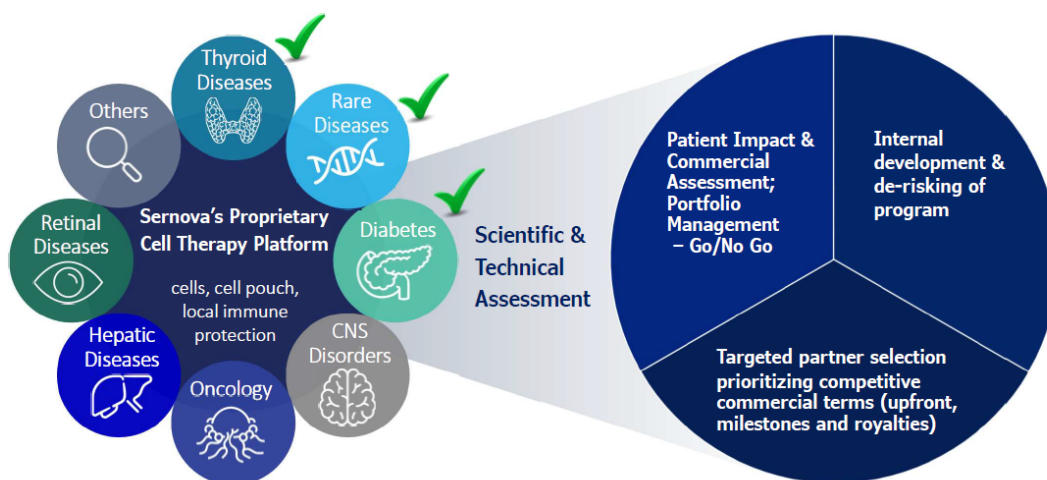 Thyroid
Diseases
Rare
Diseases
Others
Retinal
Diseases
Sernova's Proprietary
Cell Therapy Platform
cells, cell pouch,
local immune
protection
Diabetes
Hepatic
Diseases
Oncology
CNS
Disorders
Scientific &
Technical
Assessment
Patient Impact &
Commercial
Assessment;
Portfolio
Management
– Go/No Go
Internal
development &
de-risking of
program
Targeted partner selection
prioritizing competitive
commercial terms (upfront,
milestones and royalties)